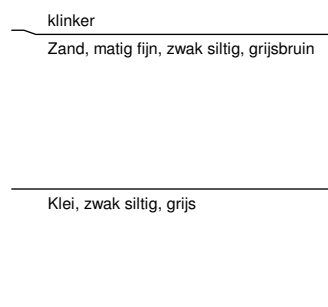 klinker
Zand, matig fijn, zwak siltig, grijsbruin
Klei, zwak siltig, grijs